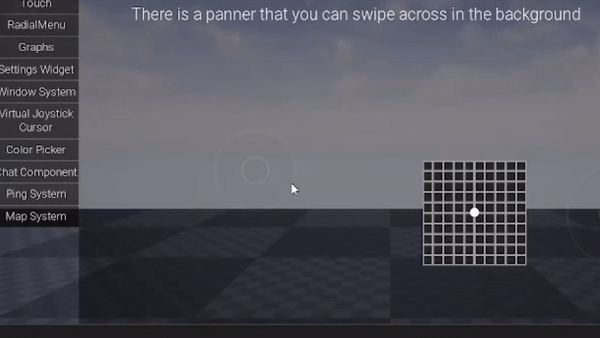 There is a panner that you can swipe across in the background
Touch
RadialMenu
Graphs
Settings Widget
Window System
Virtual Joystick
Cursor
Color Picker
Chat Component
Ping System
Map System